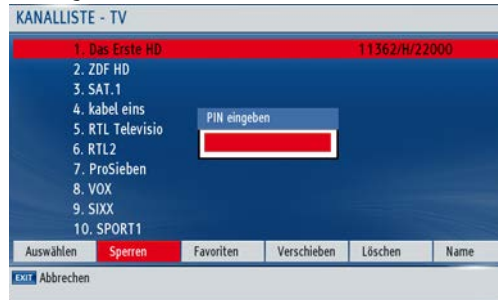 KANALLISTE - TV
1. Das Erste HD 11362/H/22000
2. ZDF HD
3. SAT.1
4. kabel eins
5. RTL Televisio
6. RTL2
7. ProSieben
8. VOX
9. SIXX
10. SPORT1
PIN eingeben
Auswählen Sperren Favoriten Verschieben Löschen Name
EXIT Abbrechen